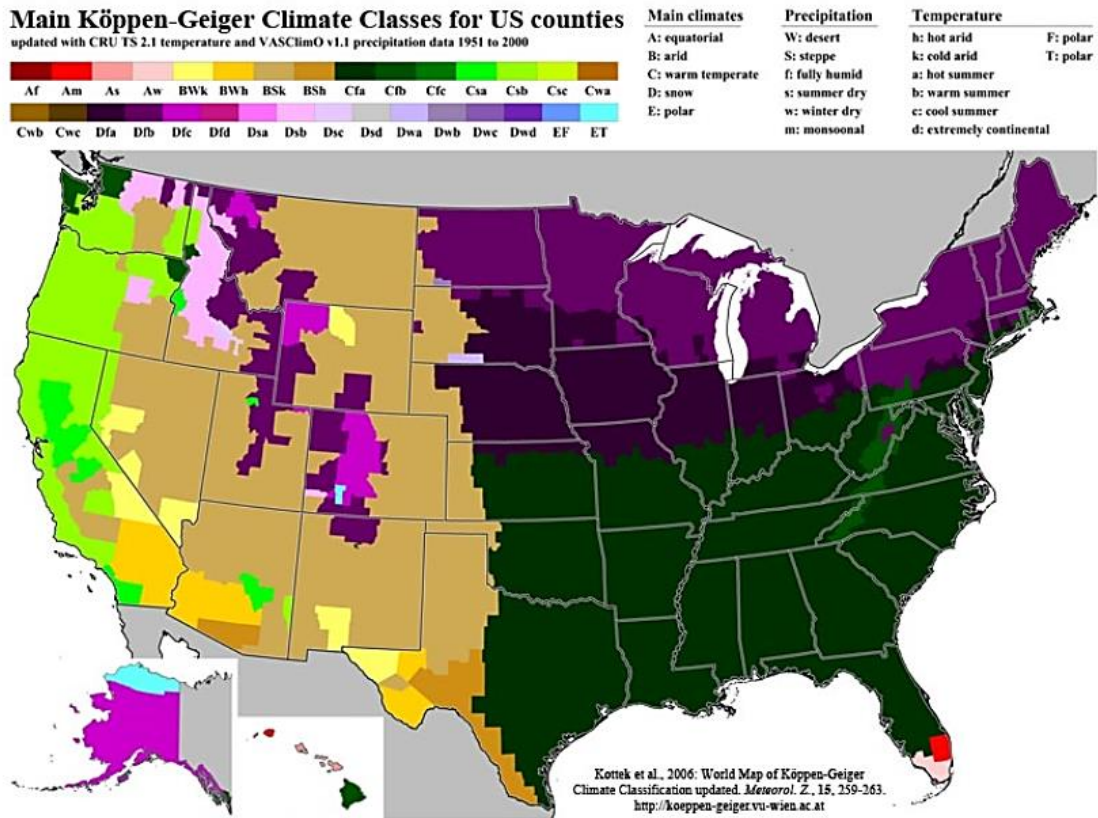 Main Köppen-Geiger Climate Classes for US counties
updated with CRU TS 2.1 temperature and VASClimO v1.1 precipitation data 1951 to 2000
Af Am As Aw BWk BWh BSk BSh Cfa Cfb Cfc Csa Csb Csc Cwa
Cwb Cwc Dfa Dfb Dfc Dfd Dsa Dsb Dsc Dsd Dwa Dwb Dwc Dwd EF ET
Main climates
A: equatorial
B: arid
C: warm temperate
D: snow
E: polar
Precipitation
W: desert
S: steppe
f: fully humid
s: summer dry
w: winter dry
m: monsoonal
Temperature
h: hot arid F: polar
k: cold arid T: polar
a: hot summer
b: warm summer
c: cool summer
d: extremely continental
Kottek et al., 2006: World Map of Köppen-Geiger
Climate Classification updated. Meteorol. Z., 15, 259-263.
http://koeppen-geiger.vu-wien.ac.at